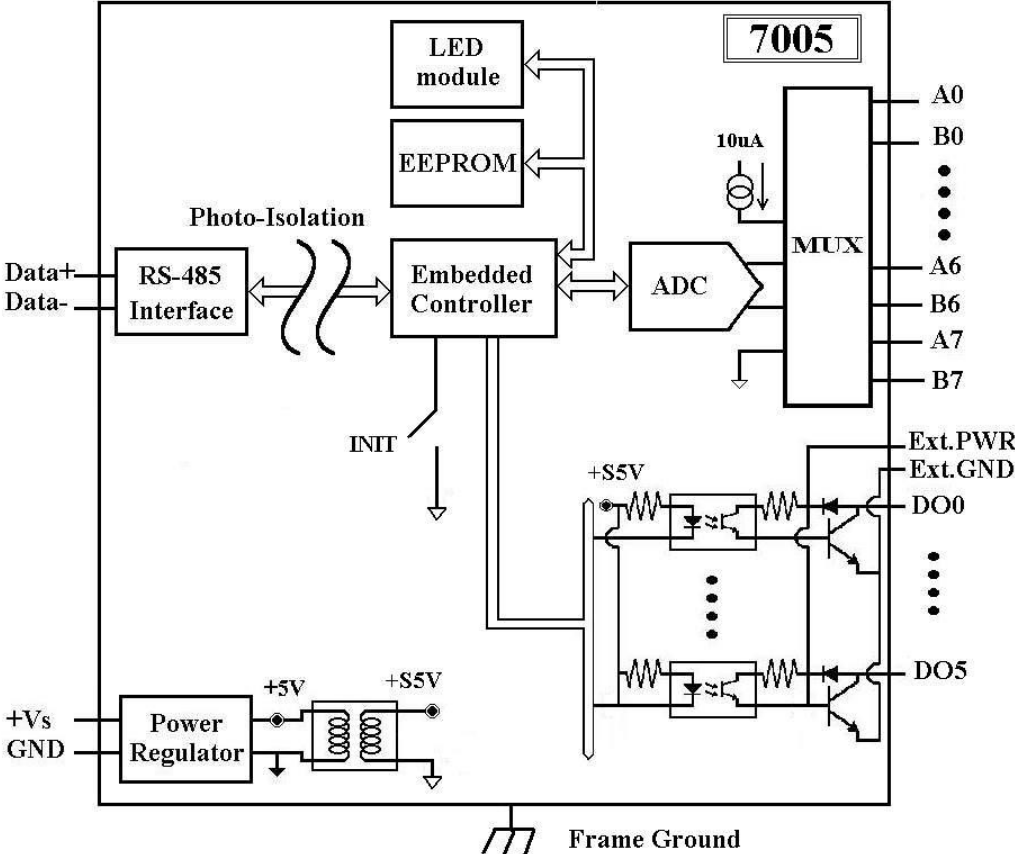 7005
LED
module
EEPROM
10uA
MUX
A0
B0
A6
B6
A7
B7
Photo-Isolation
Data+
Data-
RS-485
Interface
Embedded
Controller
ADC
INIT
Ext.PWR
Ext.GND
+S5V
DO0
DO5
+Vs
GND
Power
Regulator
+5V
+S5V
Frame Ground